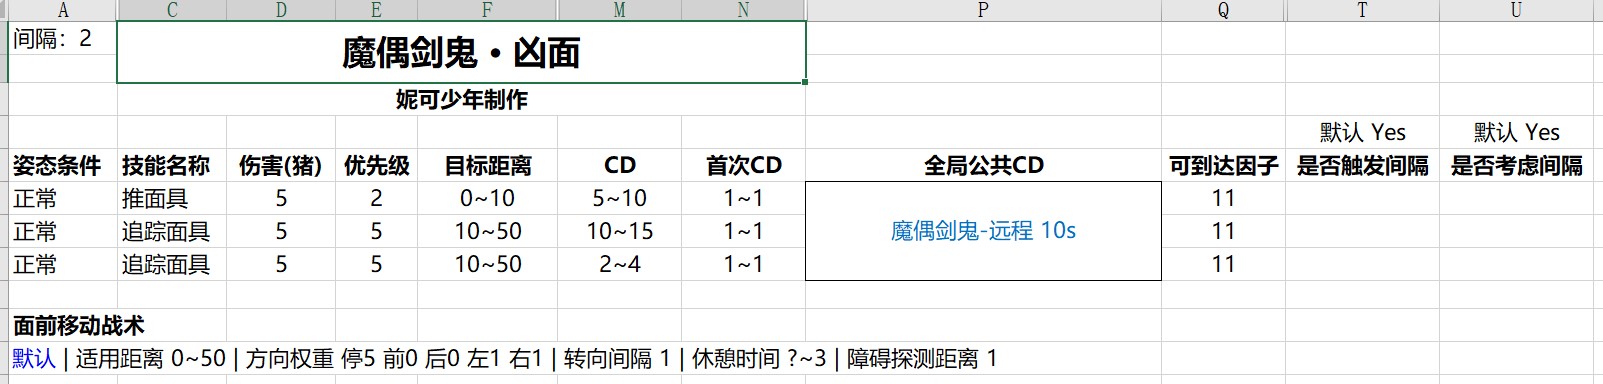 A C D E F M N P Q T U
间隔：2 魔偶剑鬼·凶面
妮可少年制作
默认 Yes 默认 Yes
姿态条件 技能名称 伤害(猪) 优先级 目标距离 CD 首次CD 全局公共CD 可到达因子 是否触发间隔 是否考虑间隔
正常 推面具 5 2 0~10 5~10 1~1 11
正常 追踪面具 5 5 10~50 10~15 1~1 魔偶剑鬼-远程 10s 11
正常 追踪面具 5 5 10~50 2~4 1~1 11
面前移动战术
默认 | 适用距离 0~50 | 方向权重 停5 前0 后0 左1 右1 | 转向间隔 1 | 休憩时间 ?~3 | 障碍探测距离 1